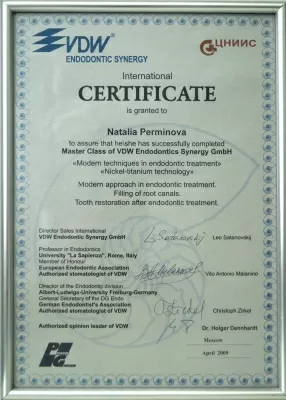 VDW
ENDODONTIC SYNERGY
ЦНИИС
International
CERTIFICATE
is granted to
Natalia Perminova
to assure that he\she has successfully completed
Master Class of VDW Endodontics Synergy GmbH
«Modern techniques in endodontic treatment»
«Nickel-titanium technology»
Modern approach in endodontic treatment.
Filling of root canals.
Tooth restoration after endodontic treatment.
Director Sales International
VDW Endodontic Synergy GmbH
Leo Satanovskij
Professor in Endodontics
University "La Sapienza", Rome, Italy
Member of Honour
European Endodontic Association
Authorised stomatologist of VDW
Vito Antonio Malanino
Director of the Endodontic division
Albert-Ludwigs-University Freiburg-Germany
General Secretary of the DG Endo
German Endodontist's Association
Authorised stomatologist of VDW
Christoph Zirkel
Authorized opinion leader of VDW
Dr. Holger Dennhardt
Moscow
April 2009